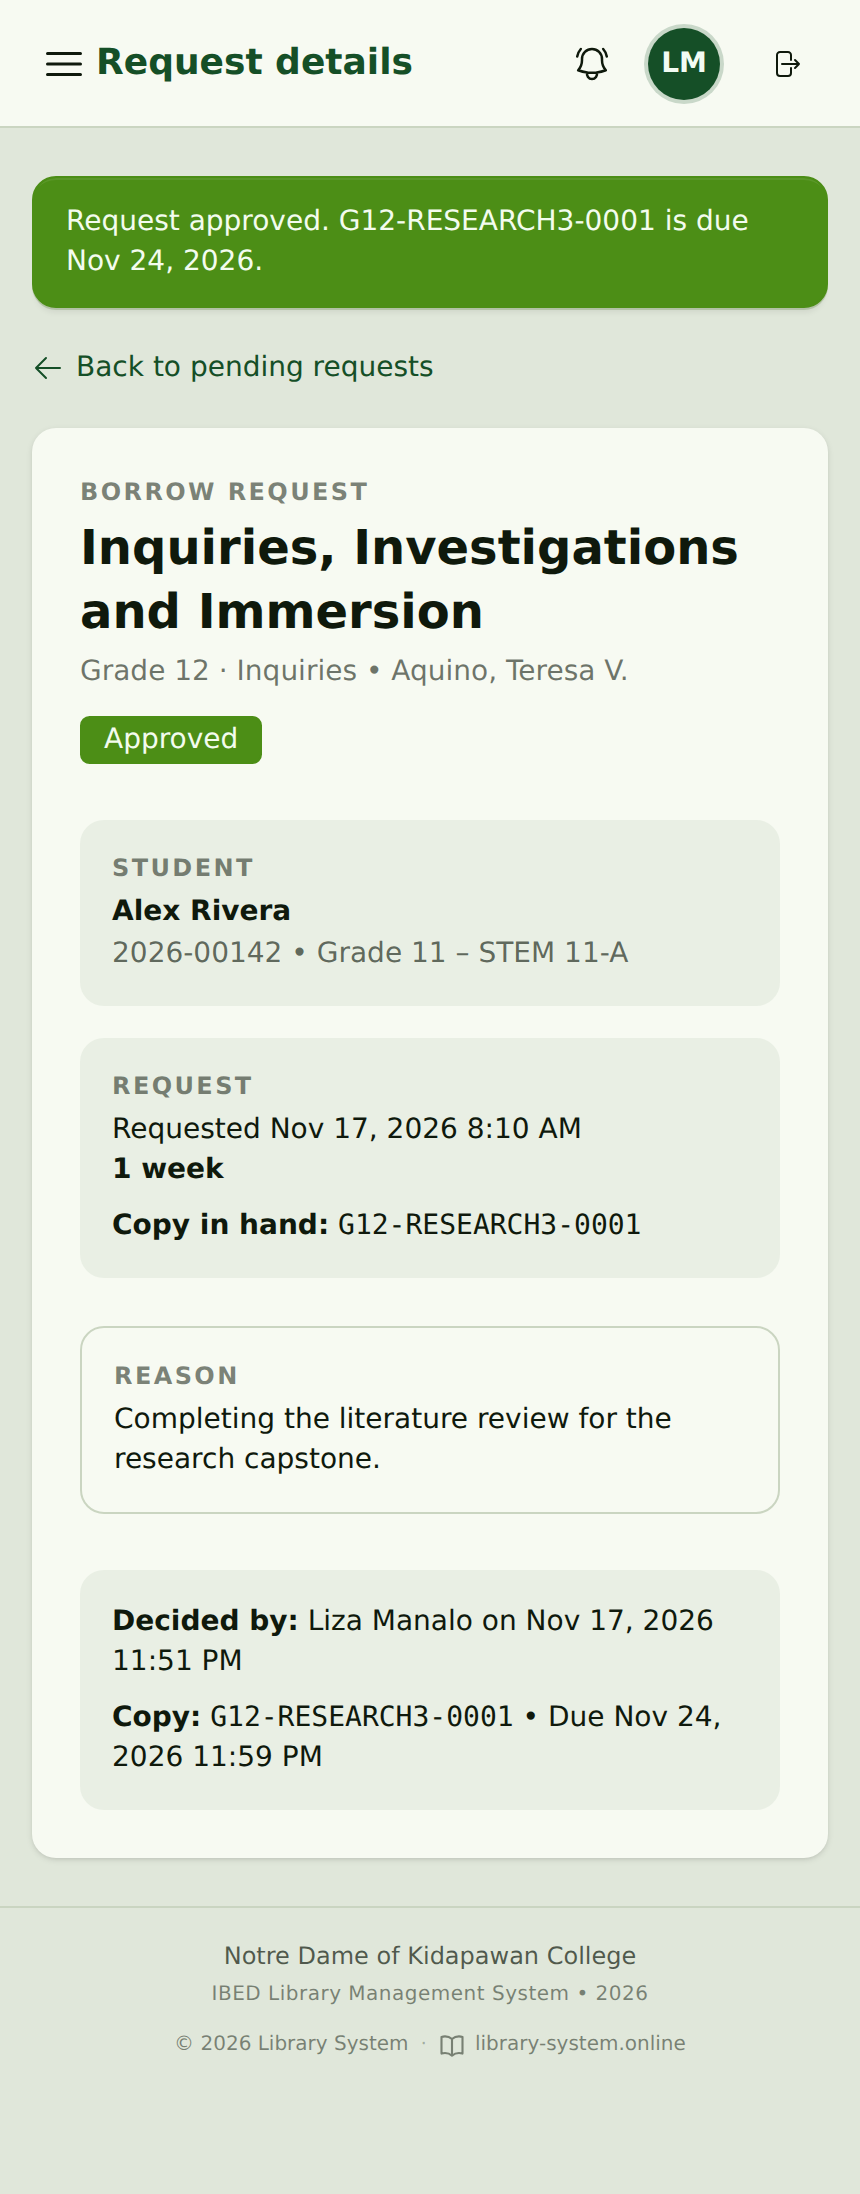 Request details
LM
Request approved. G12-RESEARCH3-0001 is due
Nov 24, 2026.
Back to pending requests
BORROW REQUEST
Inquiries, Investigations
and Immersion
Grade 12 · Inquiries • Aquino, Teresa V.
Approved
STUDENT
Alex Rivera
2026-00142 • Grade 11 – STEM 11-A
REQUEST
Requested Nov 17, 2026 8:10 AM
1 week
Copy in hand: G12-RESEARCH3-0001
REASON
Completing the literature review for the
research capstone.
Decided by: Liza Manalo on Nov 17, 2026
11:51 PM
Copy: G12-RESEARCH3-0001 • Due Nov 24,
2026 11:59 PM
Notre Dame of Kidapawan College
IBED Library Management System • 2026
© 2026 Library System · library-system.online